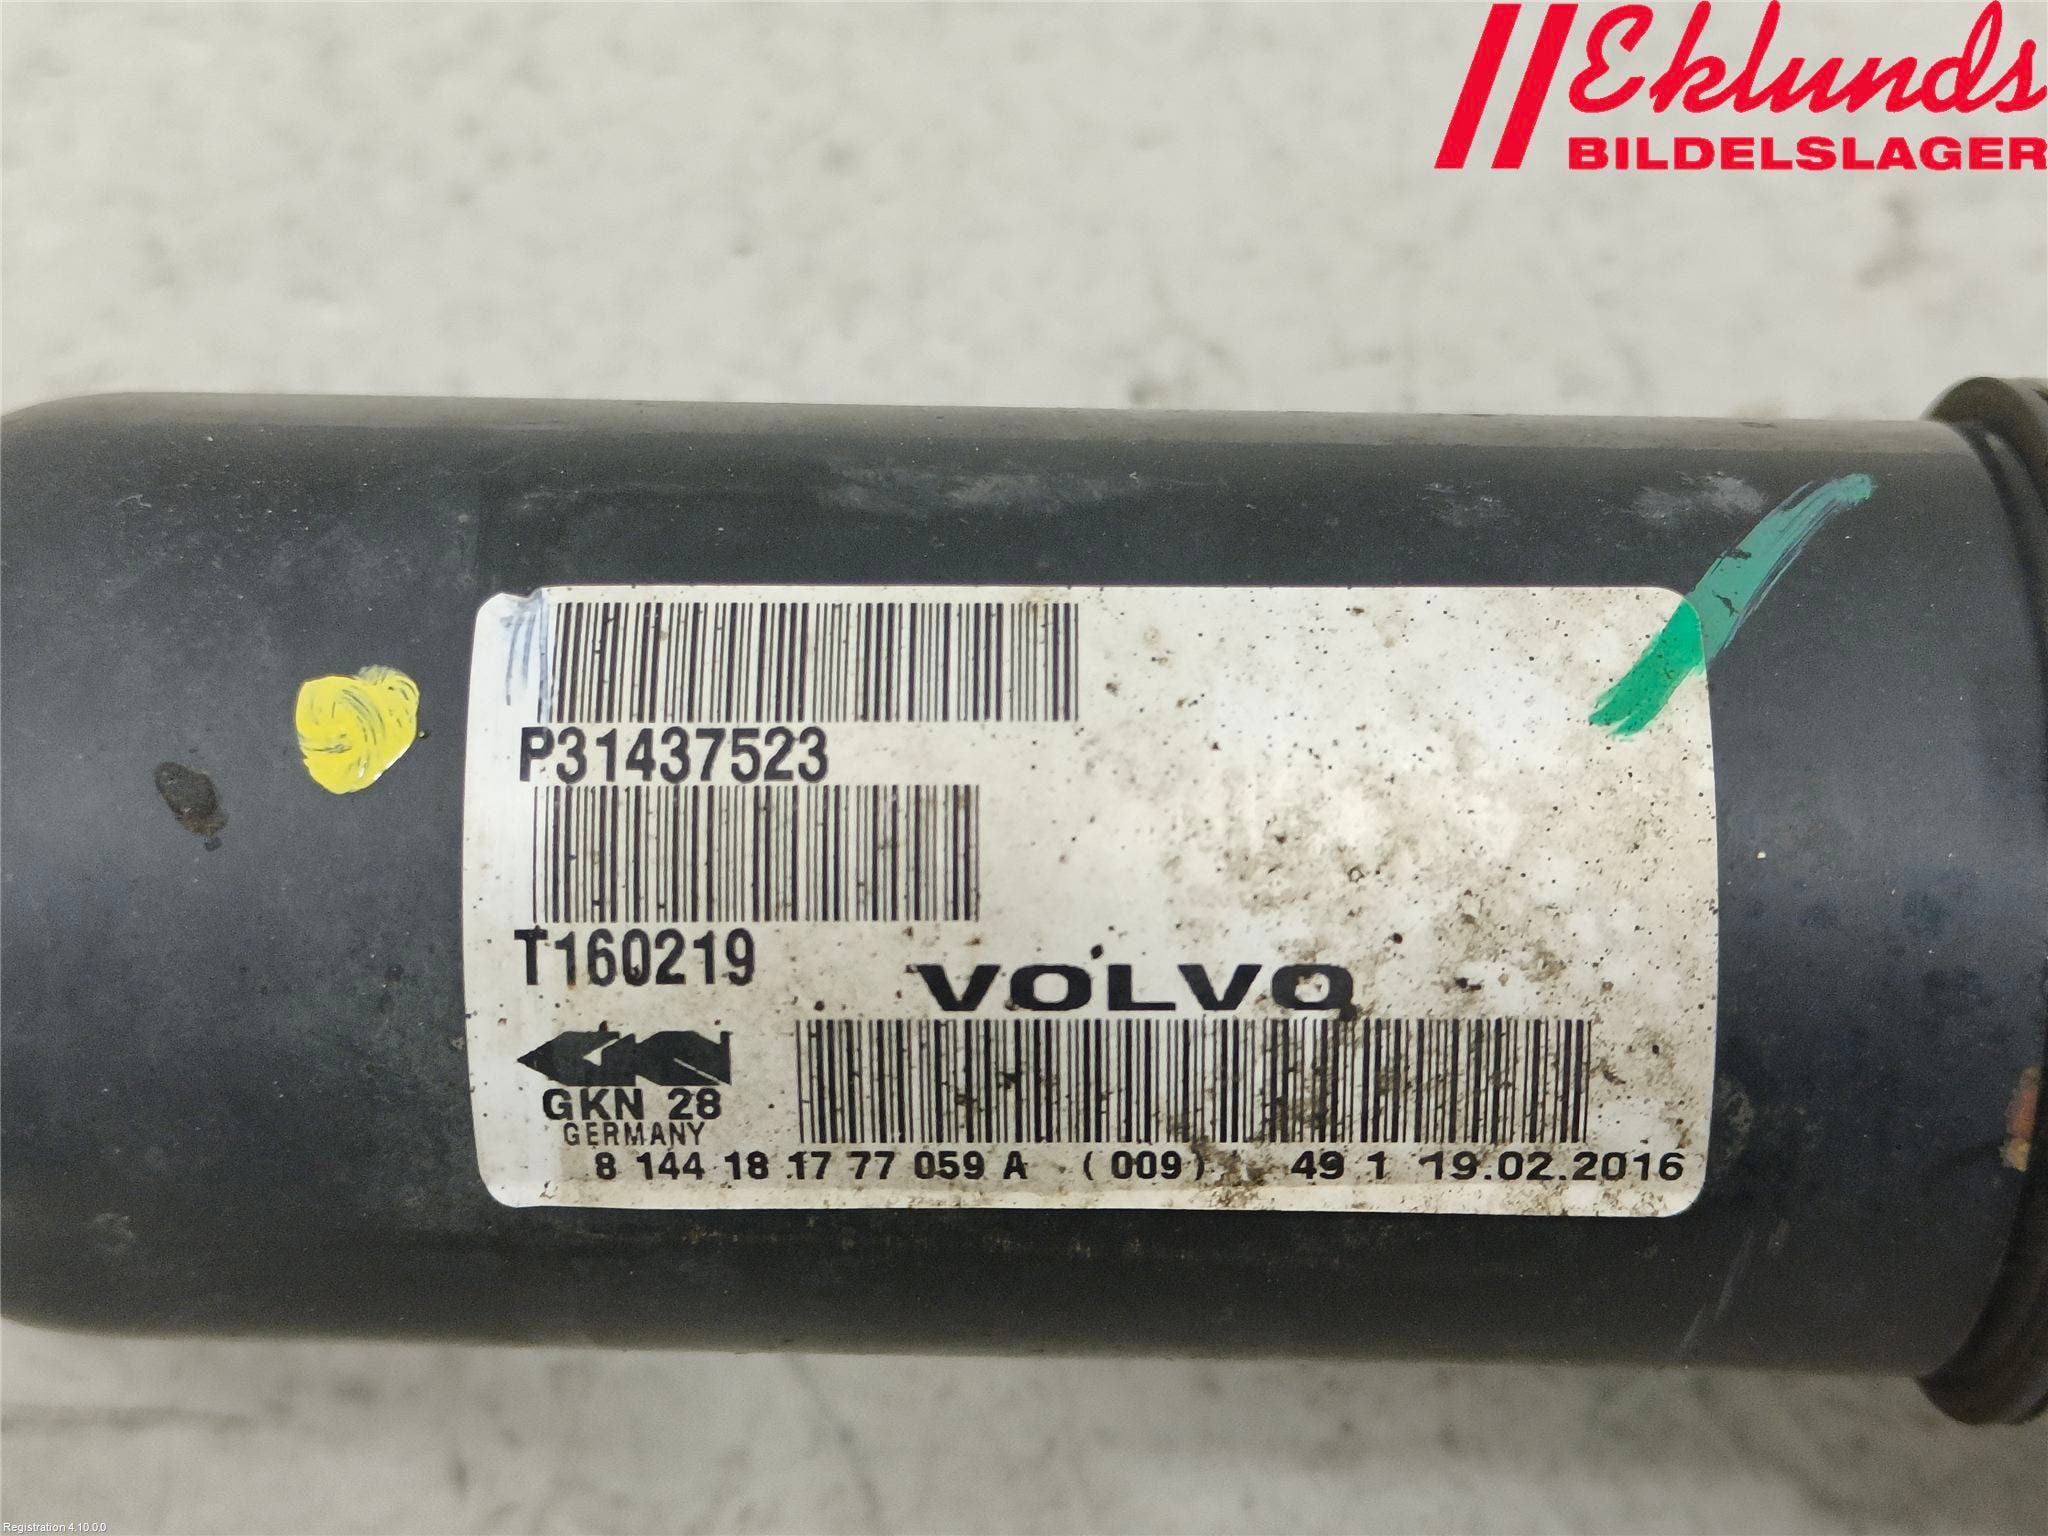 Eklunds
BILDELSLAGER
P31437523
T160219
VOLVO
GKN
GKN 28
GERMANY
8 144 18 17 77 059 A (009) 49 1 19.02.2016
Registration 4.10.0.0